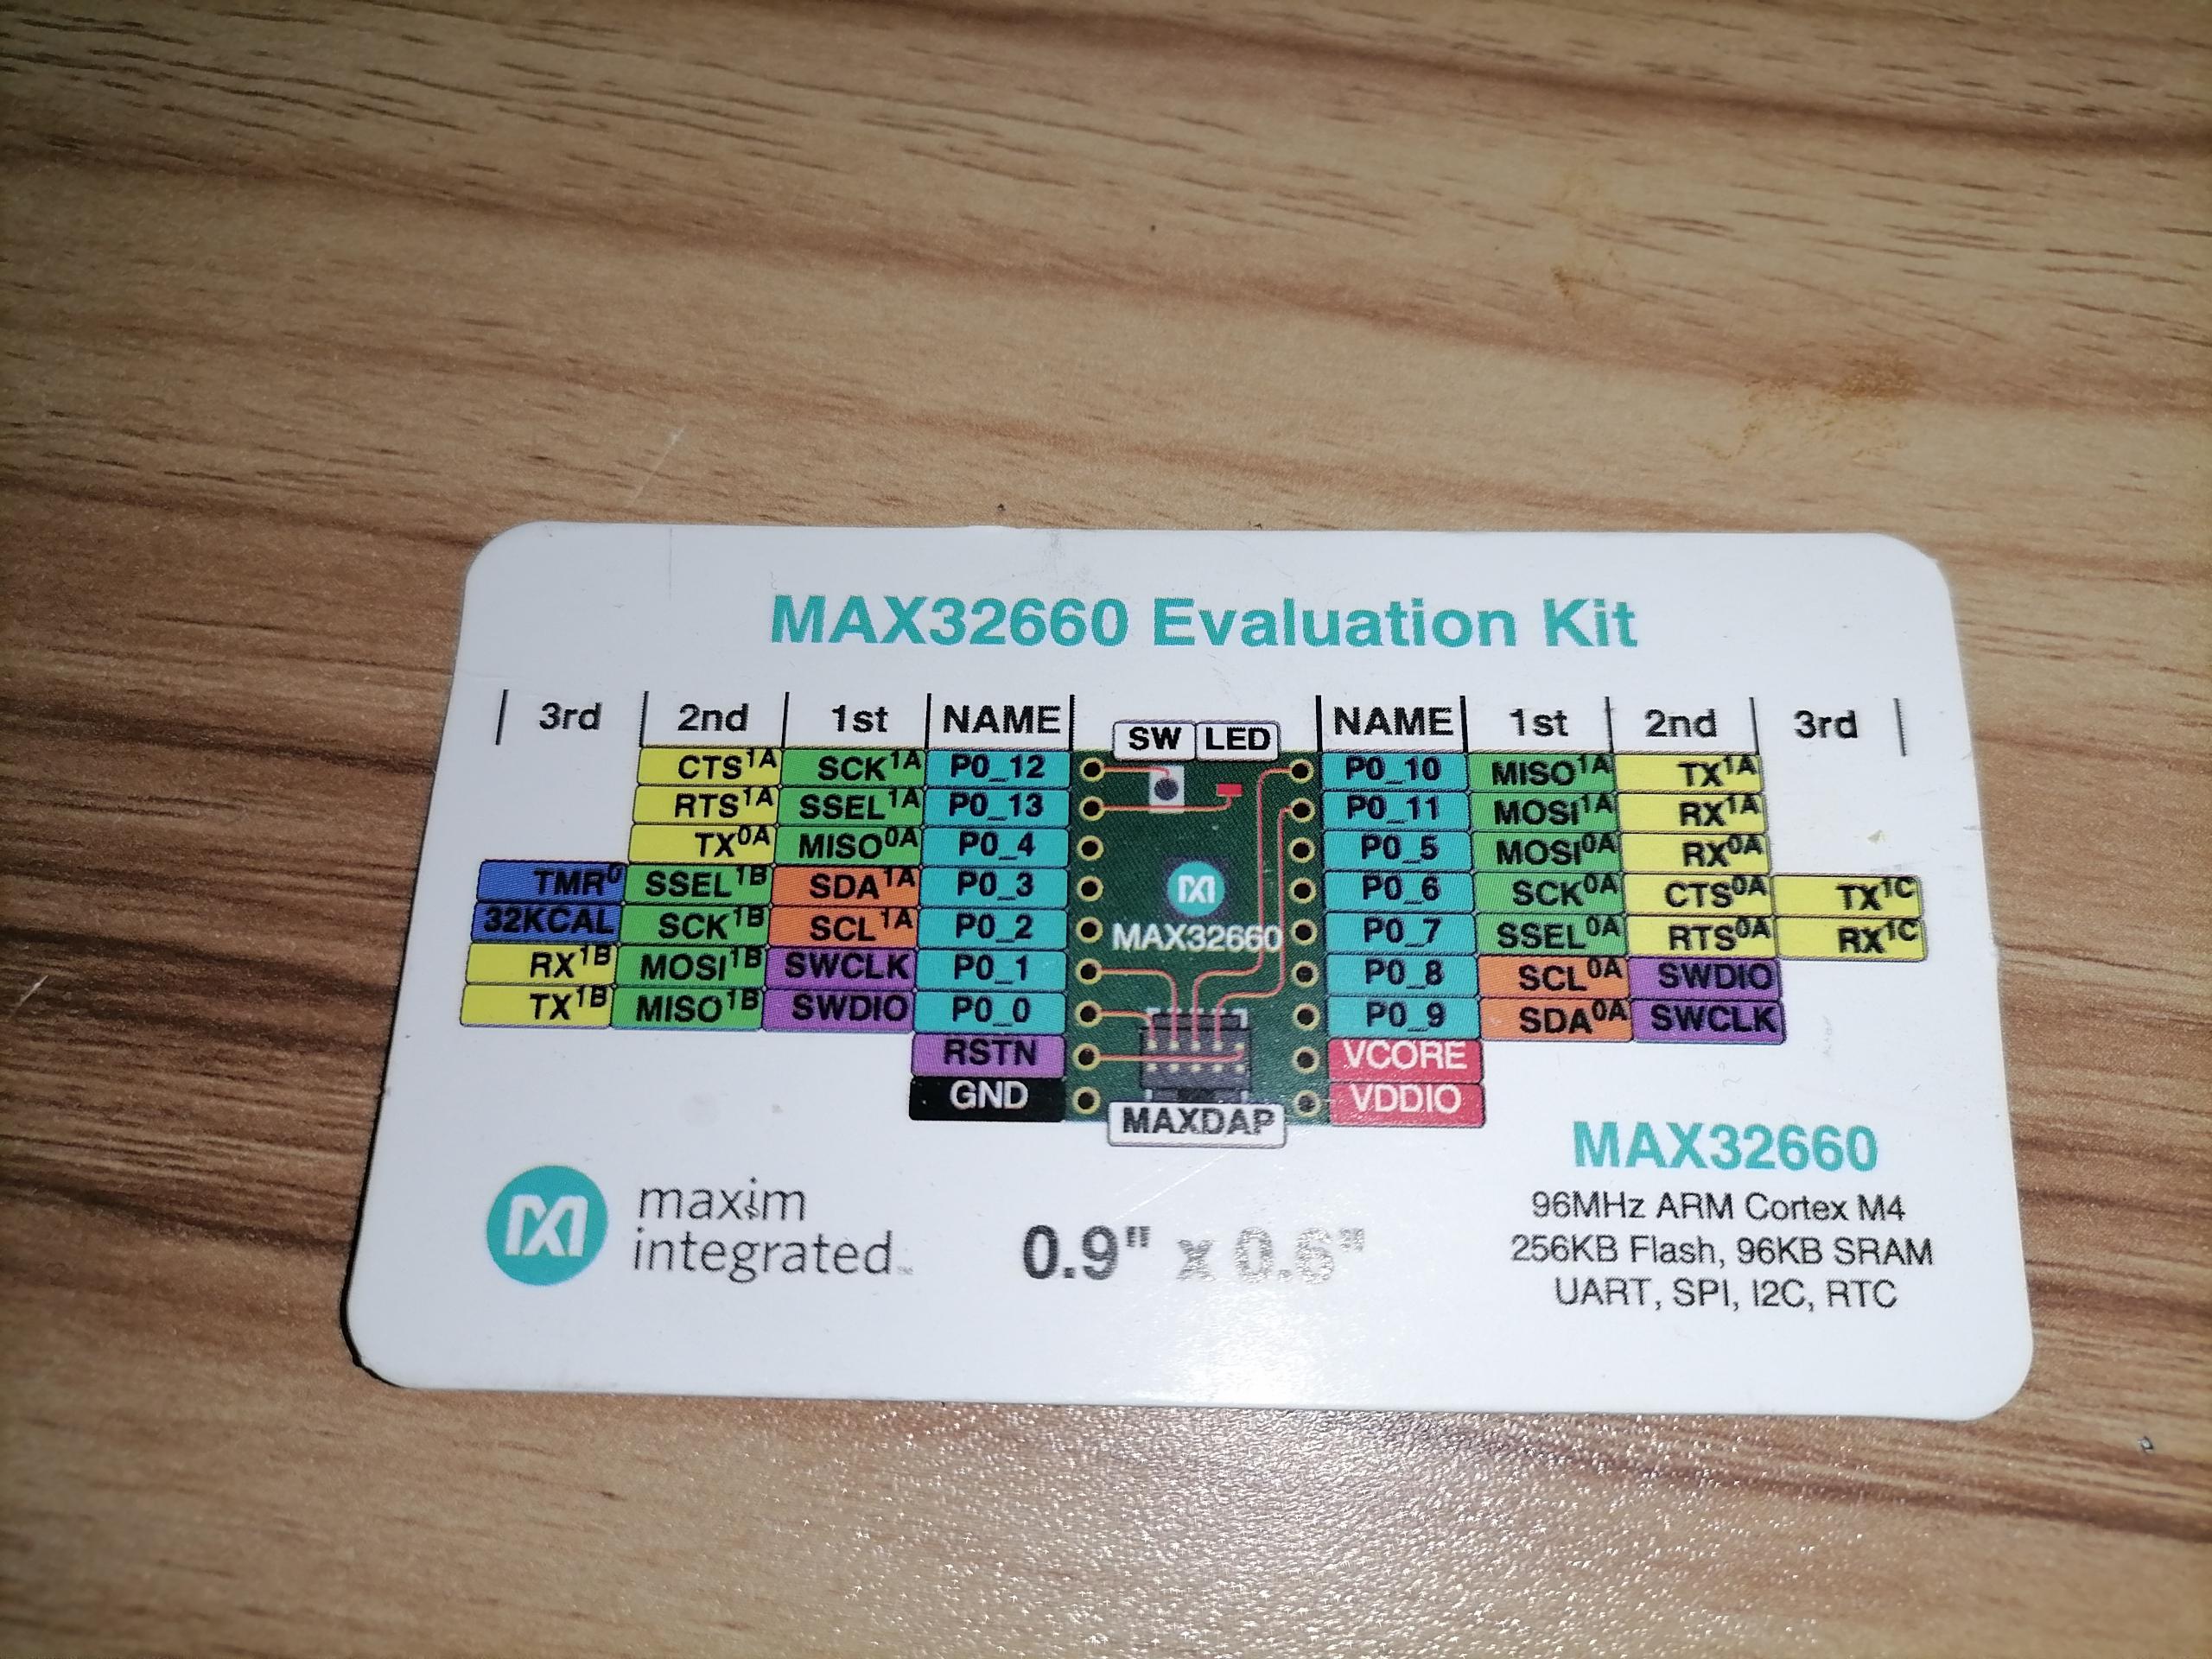 MAX32660 Evaluation Kit
3rd 2nd 1st NAME SW LED NAME 1st 2nd 3rd
CTS1A SCK1A P0_12 P0_10 MISO1A TX1A
RTS1A SSEL1A P0_13 P0_11 MOSI1A RX1A
TX0A MISO0A P0_4 P0_5 MOSI0A RX0A
TMR0 SSEL1B SDA1A P0_3 P0_6 SCK0A CTS0A TX1C
32KCAL SCK1B SCL1A P0_2 MAX32660 P0_7 SSEL0A RTS0A RX1C
RX1B MOSI1B SWCLK P0_1 P0_8 SCL0A SWDIO
TX1B MISO1B SWDIO P0_0 P0_9 SDA0A SWCLK
RSTN VCORE
GND VDDIO
MAXDAP
maxim
integrated™
0.9" x 0.6"
MAX32660
96MHz ARM Cortex M4
256KB Flash, 96KB SRAM
UART, SPI, I2C, RTC